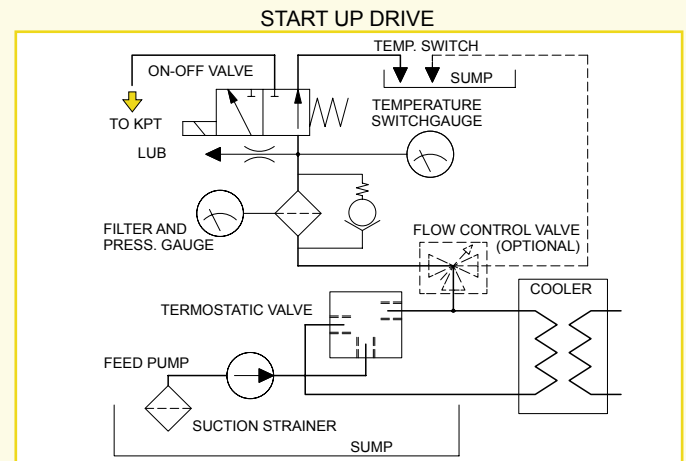 START UP DRIVE
TEMP. SWITCH
ON-OFF VALVE
SUMP
TO KPT
TEMPERATURE
SWITCHGAUGE
LUB
FILTER AND
PRESS. GAUGE
FLOW CONTROL VALVE
(OPTIONAL)
COOLER
TERMOSTATIC VALVE
FEED PUMP
SUCTION STRAINER
SUMP